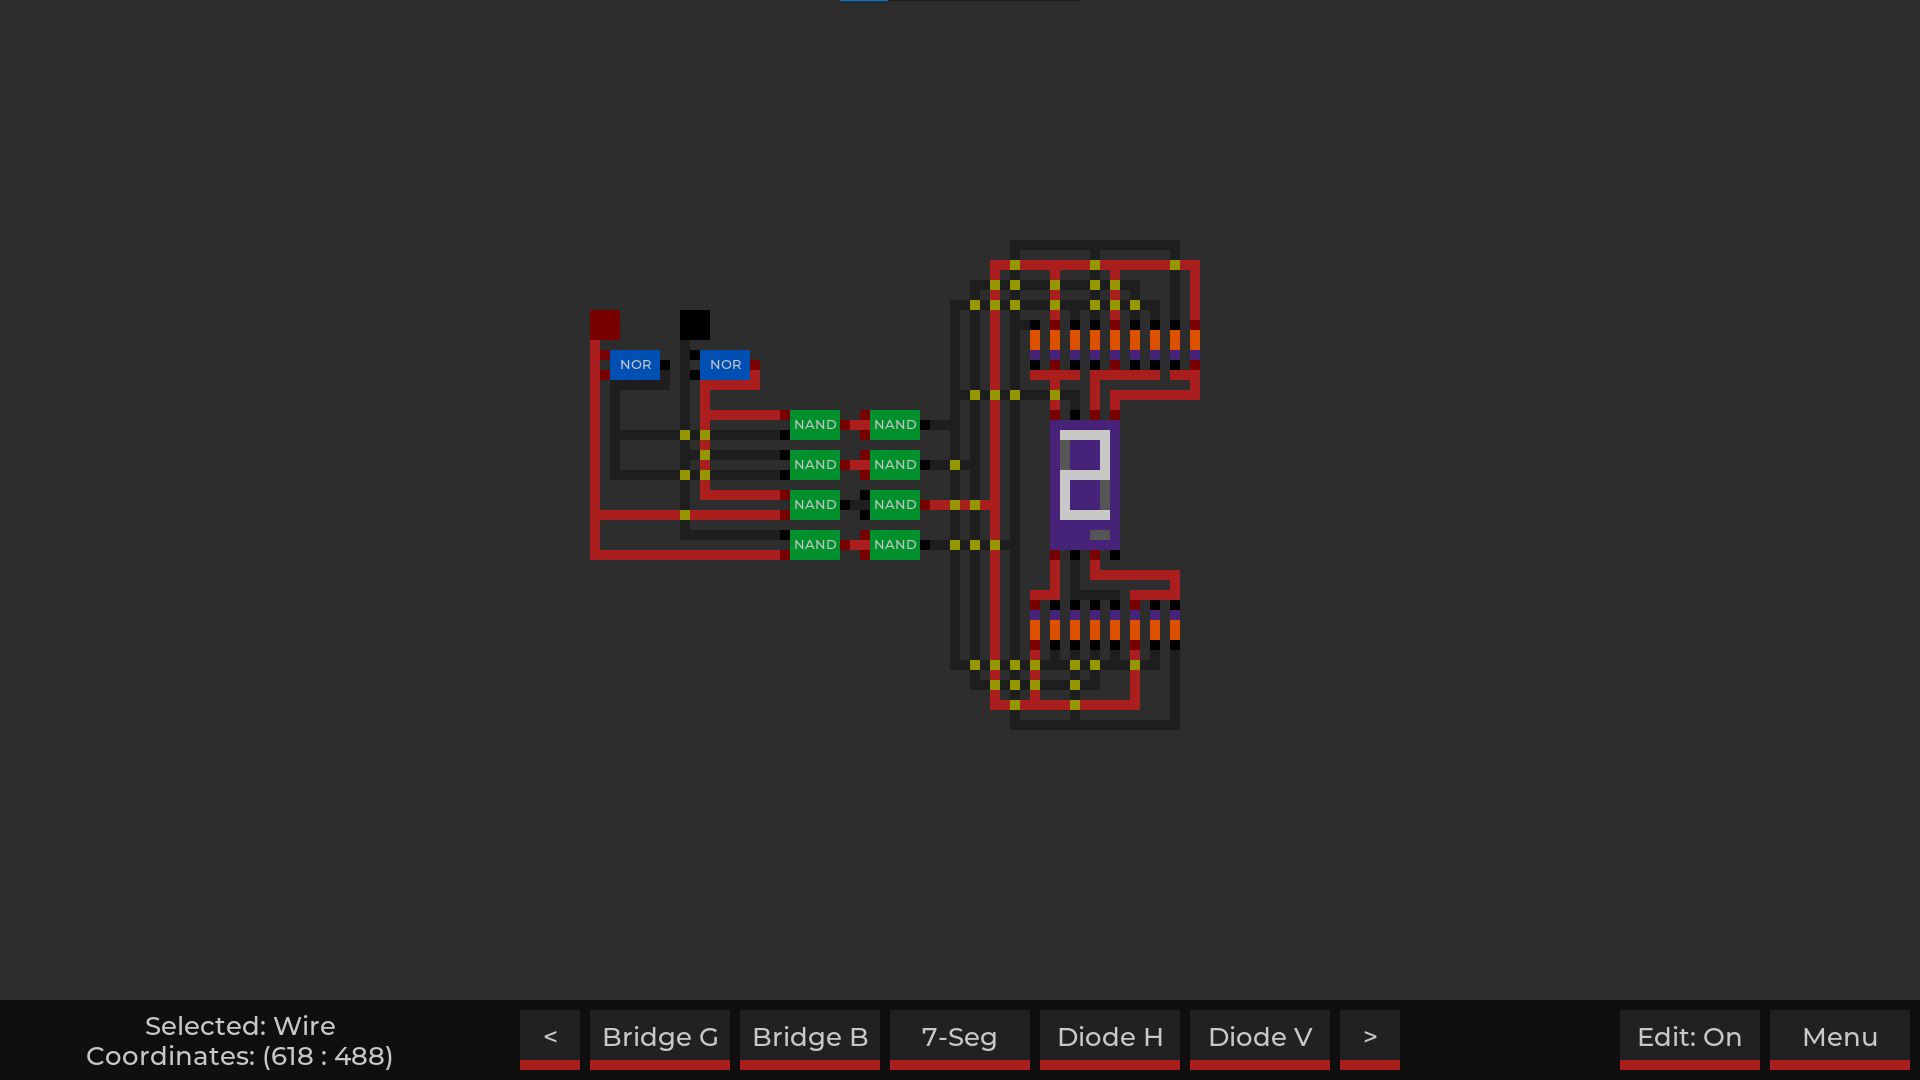 NOR
NOR
NAND
NAND
NAND
NAND
NAND
NAND
NAND
NAND
2
Selected: Wire
Coordinates: (618 : 488)
<
Bridge G
Bridge B
7-Seg
Diode H
Diode V
>
Edit: On
Menu